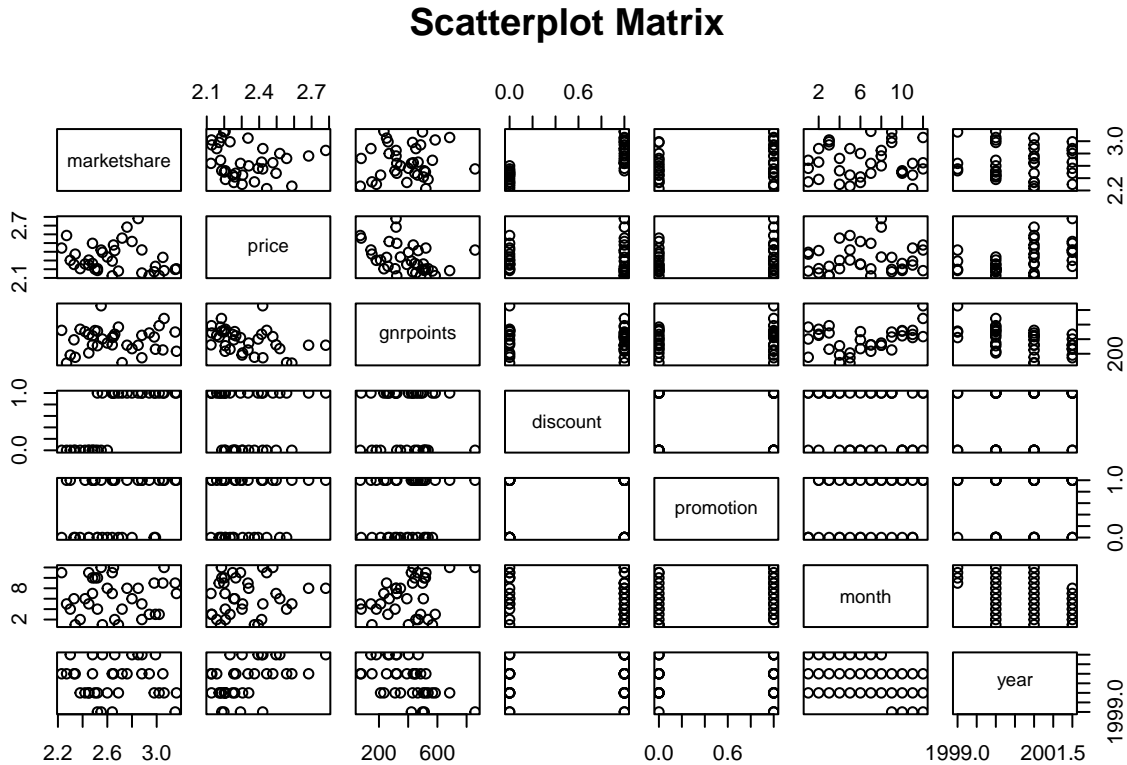 Scatterplot Matrix
2.1 2.4 2.7 0.0 0.6 2 6 10
marketshare
2.2 3.0
2.1 2.7
price
gnrpoints
200
0.0 1.0
discount
promotion
0.0 1.0
2 8
month
year
1999.0
2.2 2.6 3.0 200 600 0.0 0.6 1999.0 2001.5